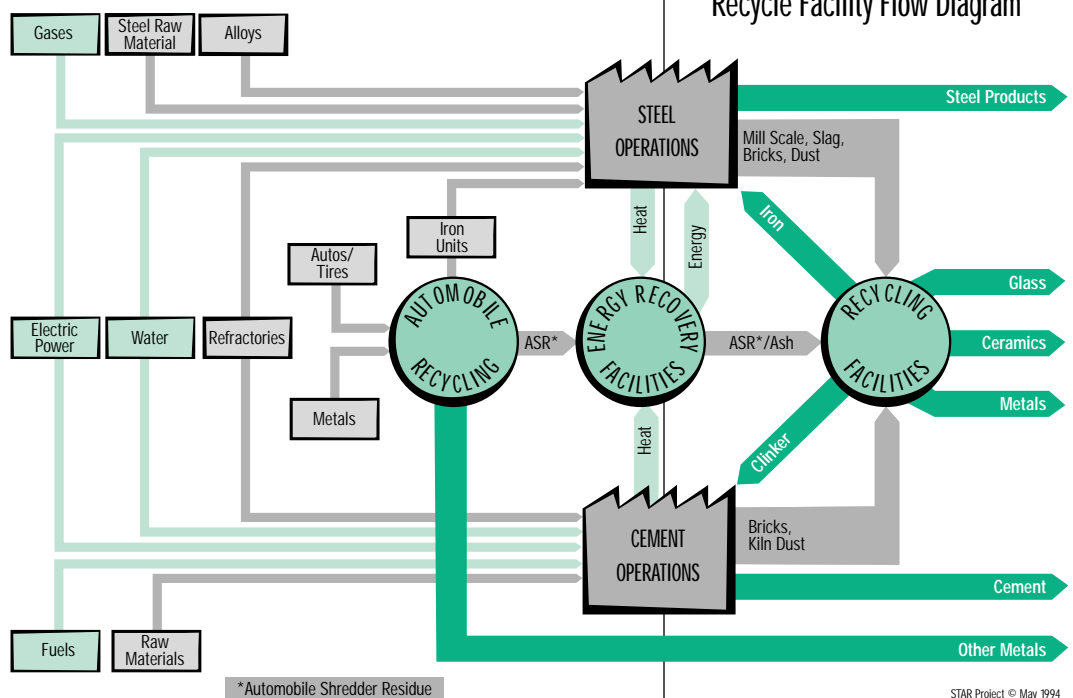 Recycle Facility Flow Diagram
Gases
Steel Raw
Material
Alloys
Steel Products
STEEL
OPERATIONS
Mill Scale, Slag,
Bricks, Dust
Iron
Units
Autos/
Tires
Heat
Energy
Iron
Glass
Electric
Power
Water
Refractories
AUTOMOBILE
RECYCLING
ASR*
ENERGY RECOVERY
FACILITIES
ASR*/Ash
RECYCLING
FACILITIES
Ceramics
Metals
Metals
Heat
Clinker
CEMENT
OPERATIONS
Bricks,
Kiln Dust
Cement
Fuels
Raw
Materials
Other Metals
*Automobile Shredder Residue
STAR Project © May 1994